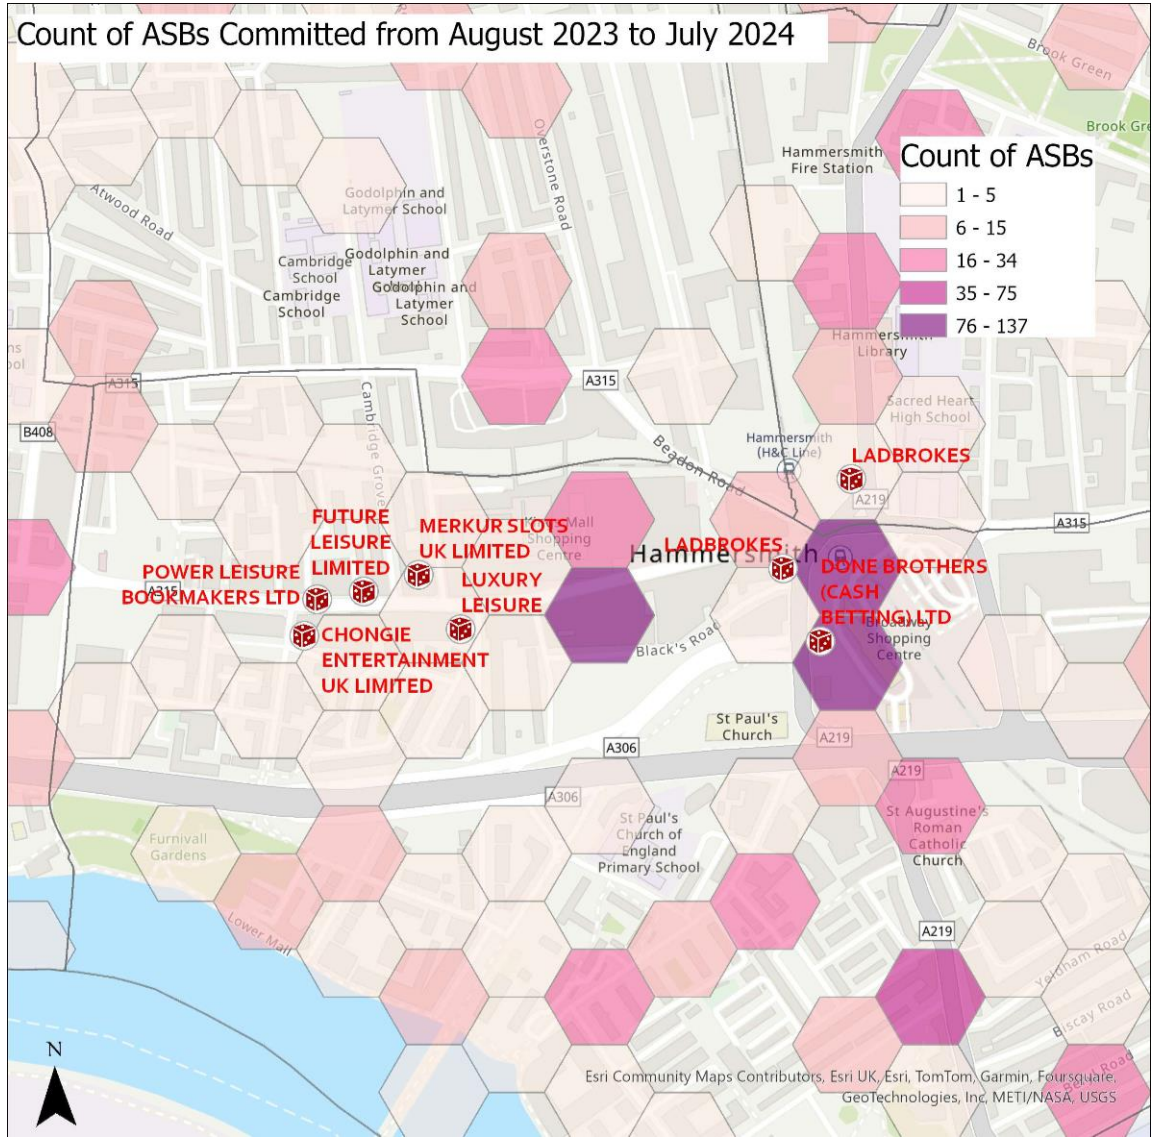 Count of ASBs Committed from August 2023 to July 2024
Brook Green
Brook Gre
Overstone Road
Hammersmith
Fire Station
Count of ASBs
1 - 5
6 - 15
16 - 34
35 - 75
76 - 137
Atwood Road
Godolphin and
Latymer School
Cambridge
School
Cambridge
School
Godolphin and
Latymer
Godolphin and
Latymer
School
Hammersmith
Library
A315
A315
Cambridge Grove
Sacred Heart
High School
B408
Beadon Road
Hammersmith
(H&C Line)
LADBROKES
A219
A315
FUTURE
LEISURE
LIMITED
MERKUR SLOTS
UK LIMITED
Kings Mall
Shopping
Centre
LADBROKES
Hammersmith
POWER LEISURE
BOOKMAKERS LTD
A315
LUXURY
LEISURE
DONE BROTHERS
(CASH
BETTING) LTD
Broadway
Shopping
Centre
CHONGIE
ENTERTAINMENT
UK LIMITED
Black's Road
St Paul's
Church
A219
A306
A219
A306
Furnivall
Gardens
St Paul's
Church of
England
Primary School
St Augustine's
Roman
Catholic
Church
Lower Mall
A219
Yeldham Road
Biscay Road
N
Esri Community Maps Contributors, Esri UK, Esri, TomTom, Garmin, Foursquare,
GeoTechnologies, Inc, METI/NASA, USGS